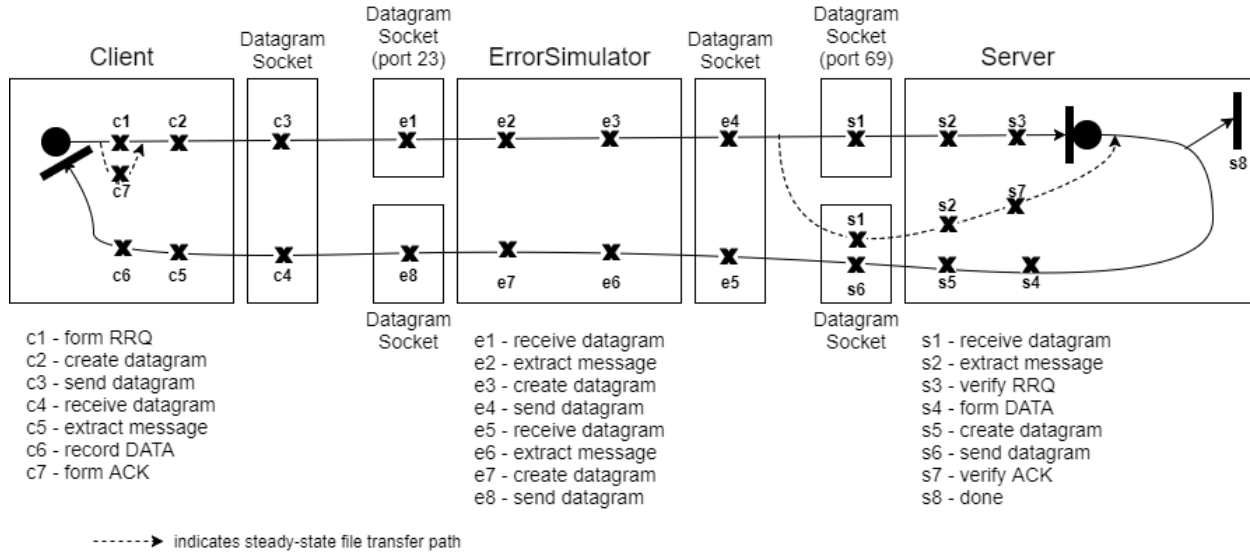 Client
Datagram
Socket
Datagram
Socket
(port 23)
ErrorSimulator
Datagram
Socket
Datagram
Socket
(port 69)
Server
c1
c2
c3
e1
e2
e3
e4
s1
s2
s3
c7
s8
s1
s2
s7
c6
c5
c4
e8
e7
e6
e5
s6
s5
s4
Datagram
Socket
Datagram
Socket
c1 - form RRQ
c2 - create datagram
c3 - send datagram
c4 - receive datagram
c5 - extract message
c6 - record DATA
c7 - form ACK
e1 - receive datagram
e2 - extract message
e3 - create datagram
e4 - send datagram
e5 - receive datagram
e6 - extract message
e7 - create datagram
e8 - send datagram
s1 - receive datagram
s2 - extract message
s3 - verify RRQ
s4 - form DATA
s5 - create datagram
s6 - send datagram
s7 - verify ACK
s8 - done
indicates steady-state file transfer path